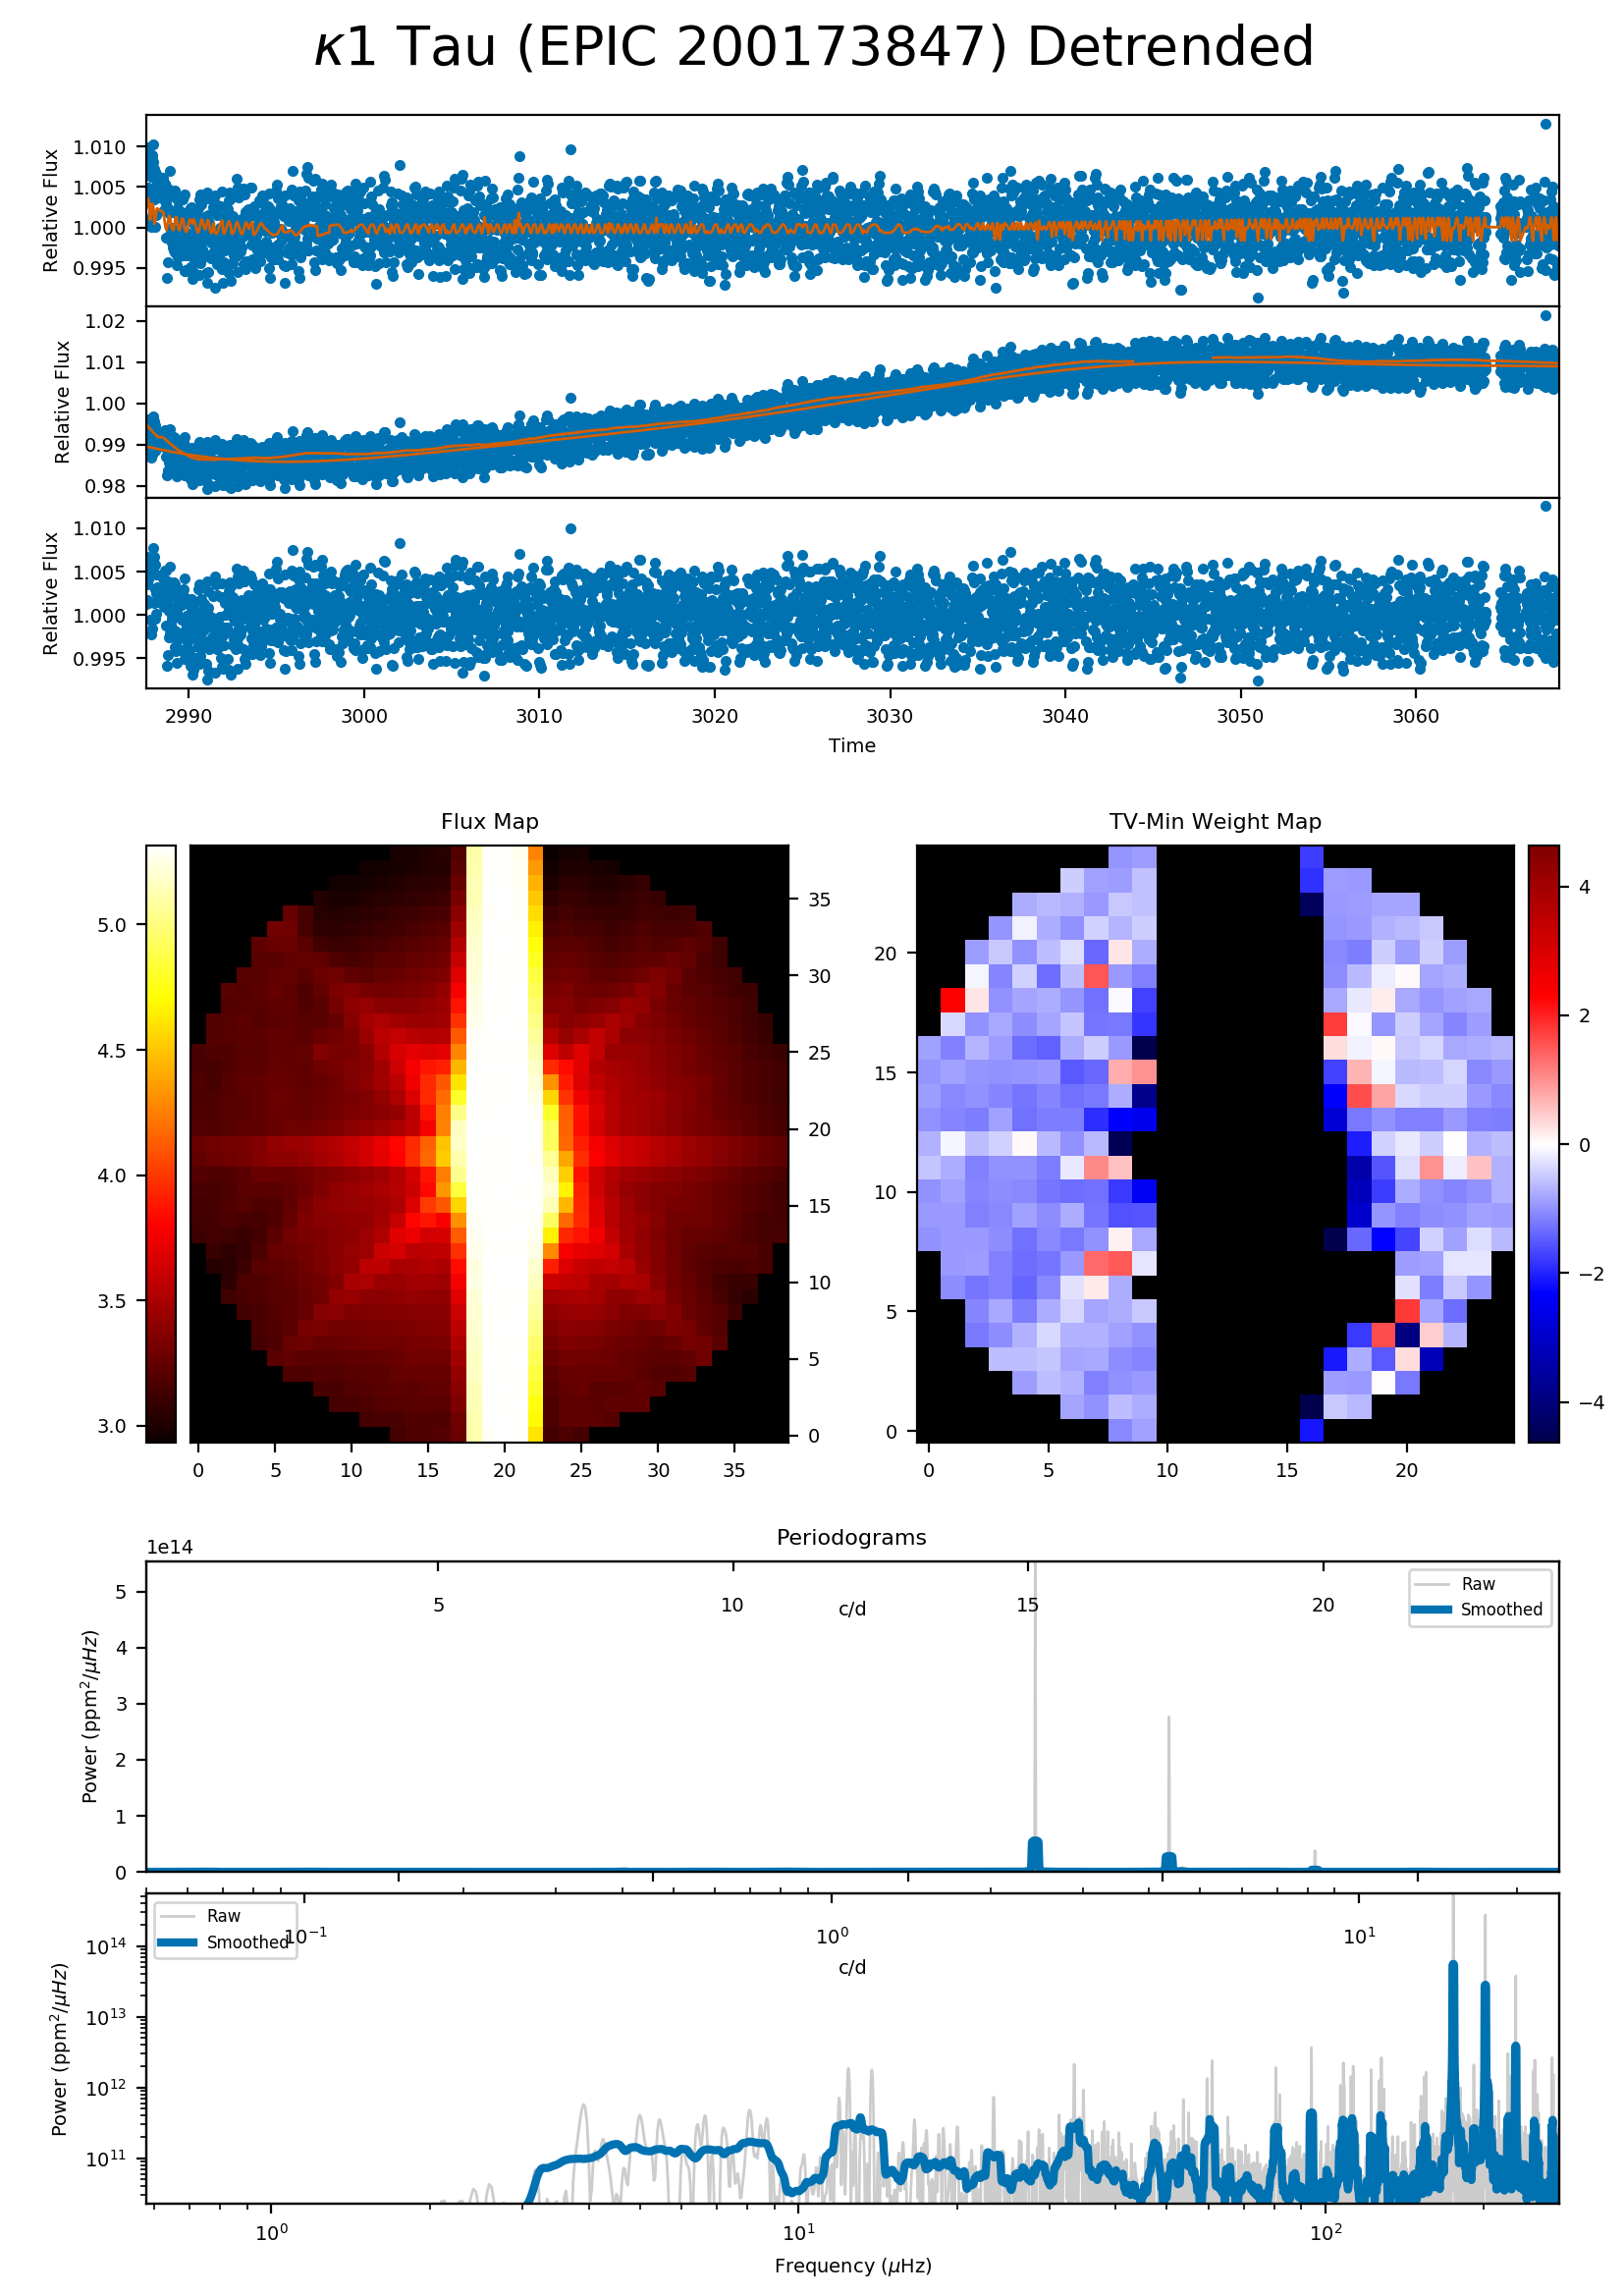 κ1 Tau (EPIC 200173847) Detrended
1.010
1.005
1.000
0.995
Relative Flux
1.02
1.01
1.00
0.99
0.98
Relative Flux
1.010
1.005
1.000
0.995
Relative Flux
2990 3000 3010 3020 3030 3040 3050 3060
Time
Flux Map
5.0
4.5
4.0
3.5
3.0
35
30
25
20
15
10
5
0
0 5 10 15 20 25 30 35
TV-Min Weight Map
20
15
10
5
0
0 5 10 15 20
4
2
0
−2
−4
Periodograms
1e14
5
4
3
2
1
0
Power (ppm²/μHz)
5 10 15 20
c/d
Raw
Smoothed
Raw
Smoothed
10⁻¹ 10⁰ 10¹
c/d
10¹⁴
10¹³
10¹²
10¹¹
Power (ppm²/μHz)
10⁰ 10¹ 10²
Frequency (μHz)